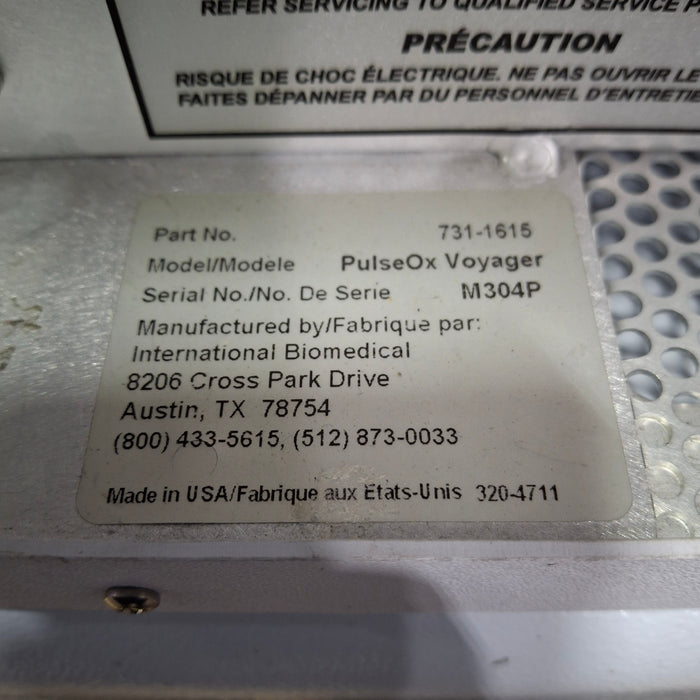 REFER SERVICING TO QUALIFIED SERVICE
PRÉCAUTION
RISQUE DE CHOC ÉLECTRIQUE. NE PAS OUVRIR LE
FAITES DÉPANNER PAR DU PERSONNEL
Part No. 731-1615
Model/Modele PulseOx Voyager
Serial No./No. De Serie M304P
Manufactured by/Fabrique par:
International Biomedical
8206 Cross Park Drive
Austin, TX 78754
(800) 433-5615, (512) 873-0033
Made in USA/Fabrique aux Etats-Unis 320-4711